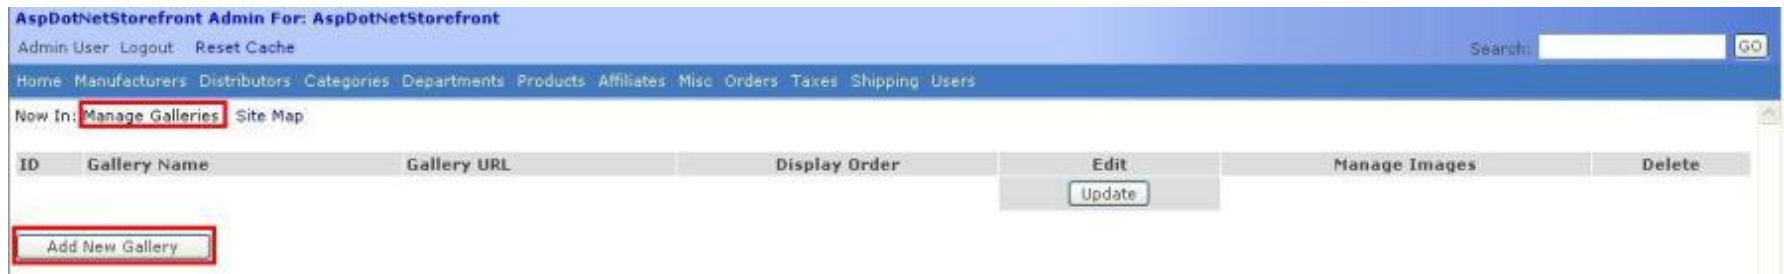 AspDotNetStorefront Admin For: AspDotNetStorefront
Admin User Logout Reset Cache Search: GO
Home Manufacturers Distributors Categories Departments Products Affiliates Misc Orders Taxes Shipping Users
Now In: Manage Galleries Site Map
ID Gallery Name Gallery URL Display Order Edit Manage Images Delete
Update
Add New Gallery